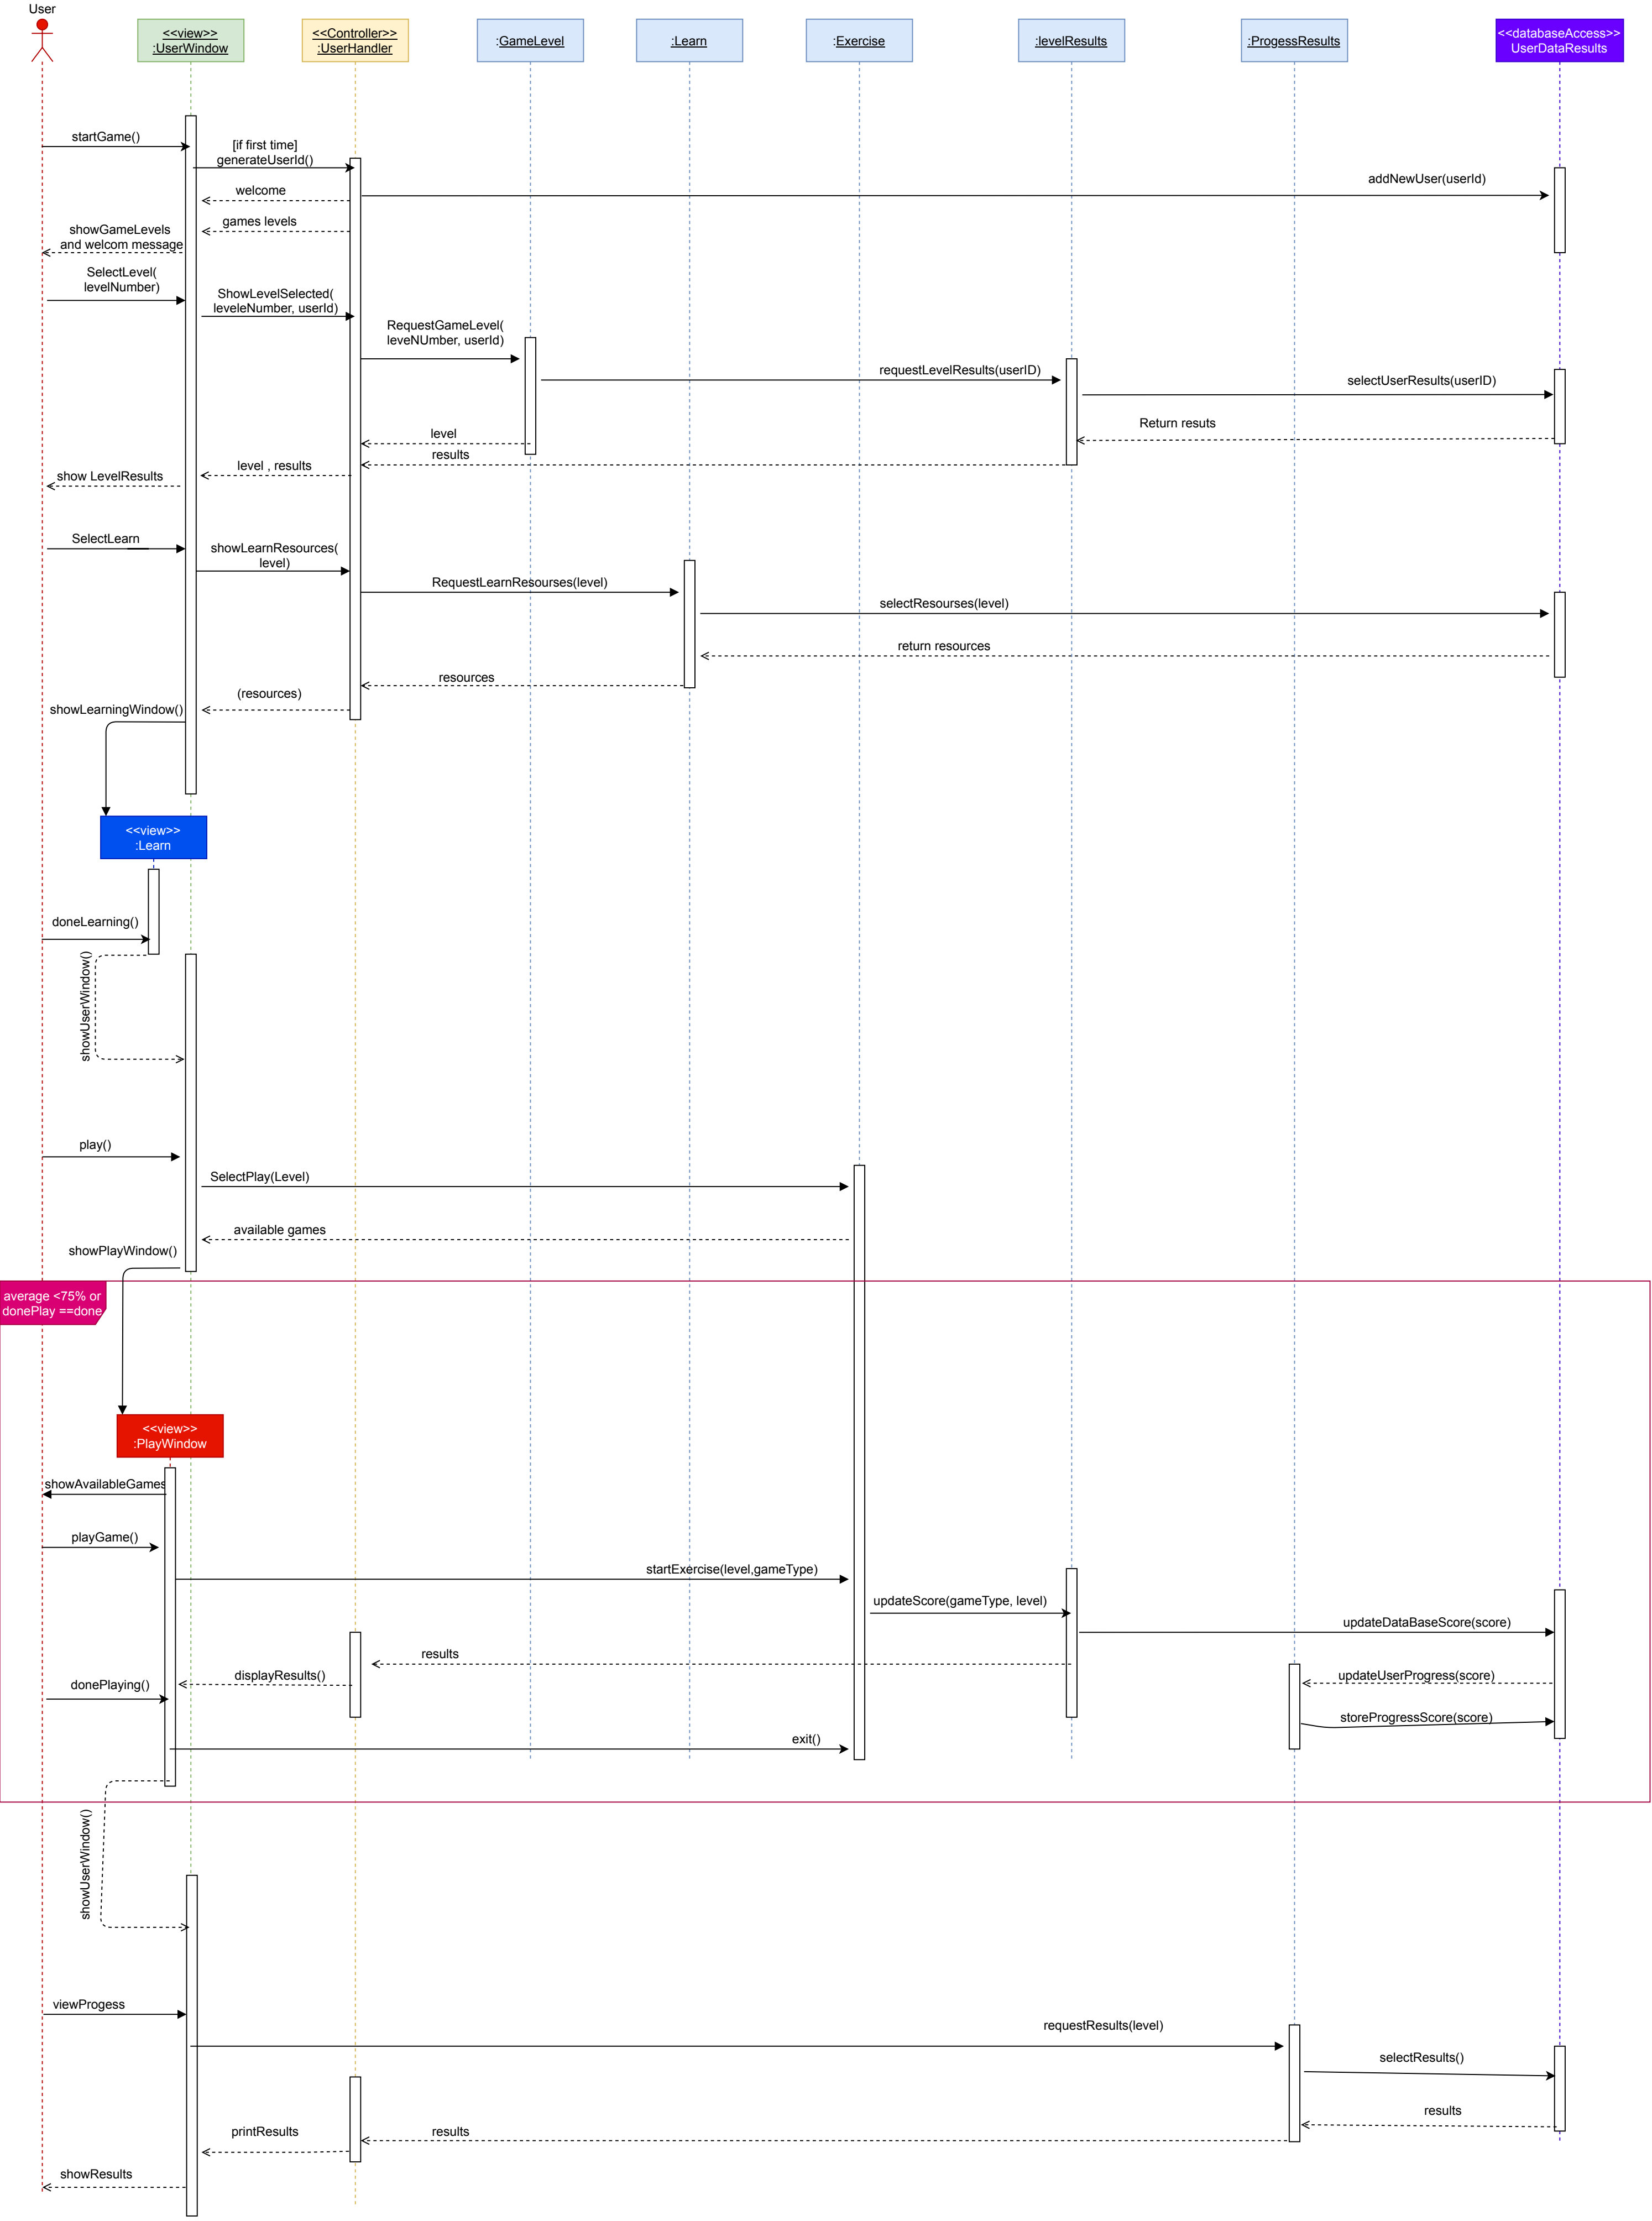 User
<<view>>
:UserWindow
<<Controller>>
:UserHandler
:GameLevel
:Learn
:Exercise
:levelResults
:ProgessResults
<<databaseAccess>>
UserDataResults
startGame()
[if first time]
generateUserId()
addNewUser(userId)
welcome
games levels
showGameLevels
and welcom message
SelectLevel(
levelNumber)
ShowLevelSelected(
leveleNumber, userId)
RequestGameLevel(
leveNUmber, userId)
requestLevelResults(userID)
selectUserResults(userID)
Return resuts
level
results
level , results
show LevelResults
SelectLearn
showLearnResources(
level)
RequestLearnResourses(level)
selectResourses(level)
return resources
resources
(resources)
showLearningWindow()
<<view>>
:Learn
doneLearning()
showUserWindow()
play()
SelectPlay(Level)
available games
showPlayWindow()
average <75% or
donePlay ==done
<<view>>
:PlayWindow
showAvailableGames
playGame()
startExercise(level,gameType)
updateScore(gameType, level)
updateDataBaseScore(score)
results
displayResults()
updateUserProgress(score)
donePlaying()
storeProgressScore(score)
exit()
showUserWindow()
viewProgess
requestResults(level)
selectResults()
results
printResults
results
showResults